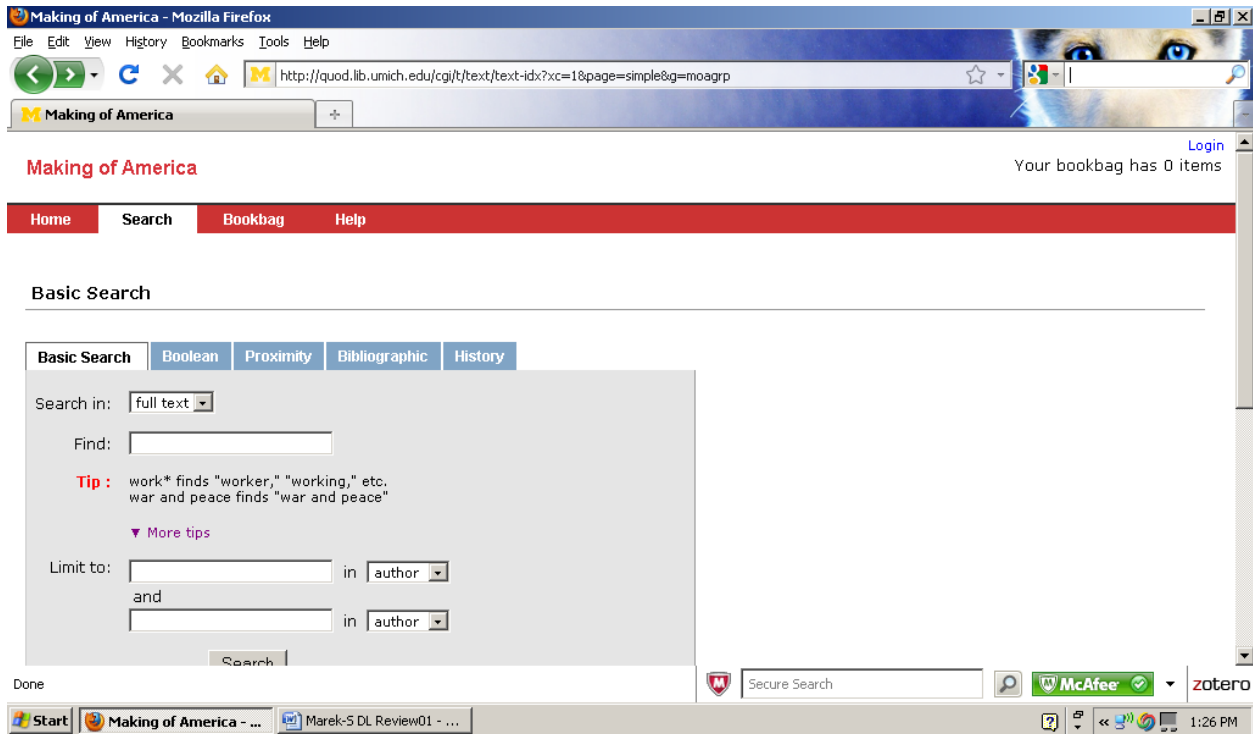 Making of America - Mozilla Firefox
File Edit View History Bookmarks Tools Help
http://quod.lib.umich.edu/cgi/t/text/text-idx?xc=1&page=simple&g=moagrp
Making of America
Login
Making of America
Your bookbag has 0 items
Home Search Bookbag Help
Basic Search
Basic Search Boolean Proximity Bibliographic History
Search in: full text
Find:
Tip : work* finds "worker," "working," etc.
war and peace finds "war and peace"
▼ More tips
Limit to: in author
and
in author
Search
Done Secure Search McAfee zotero
Start Making of America - ... Marek-S DL Review01 - ... 1:26 PM